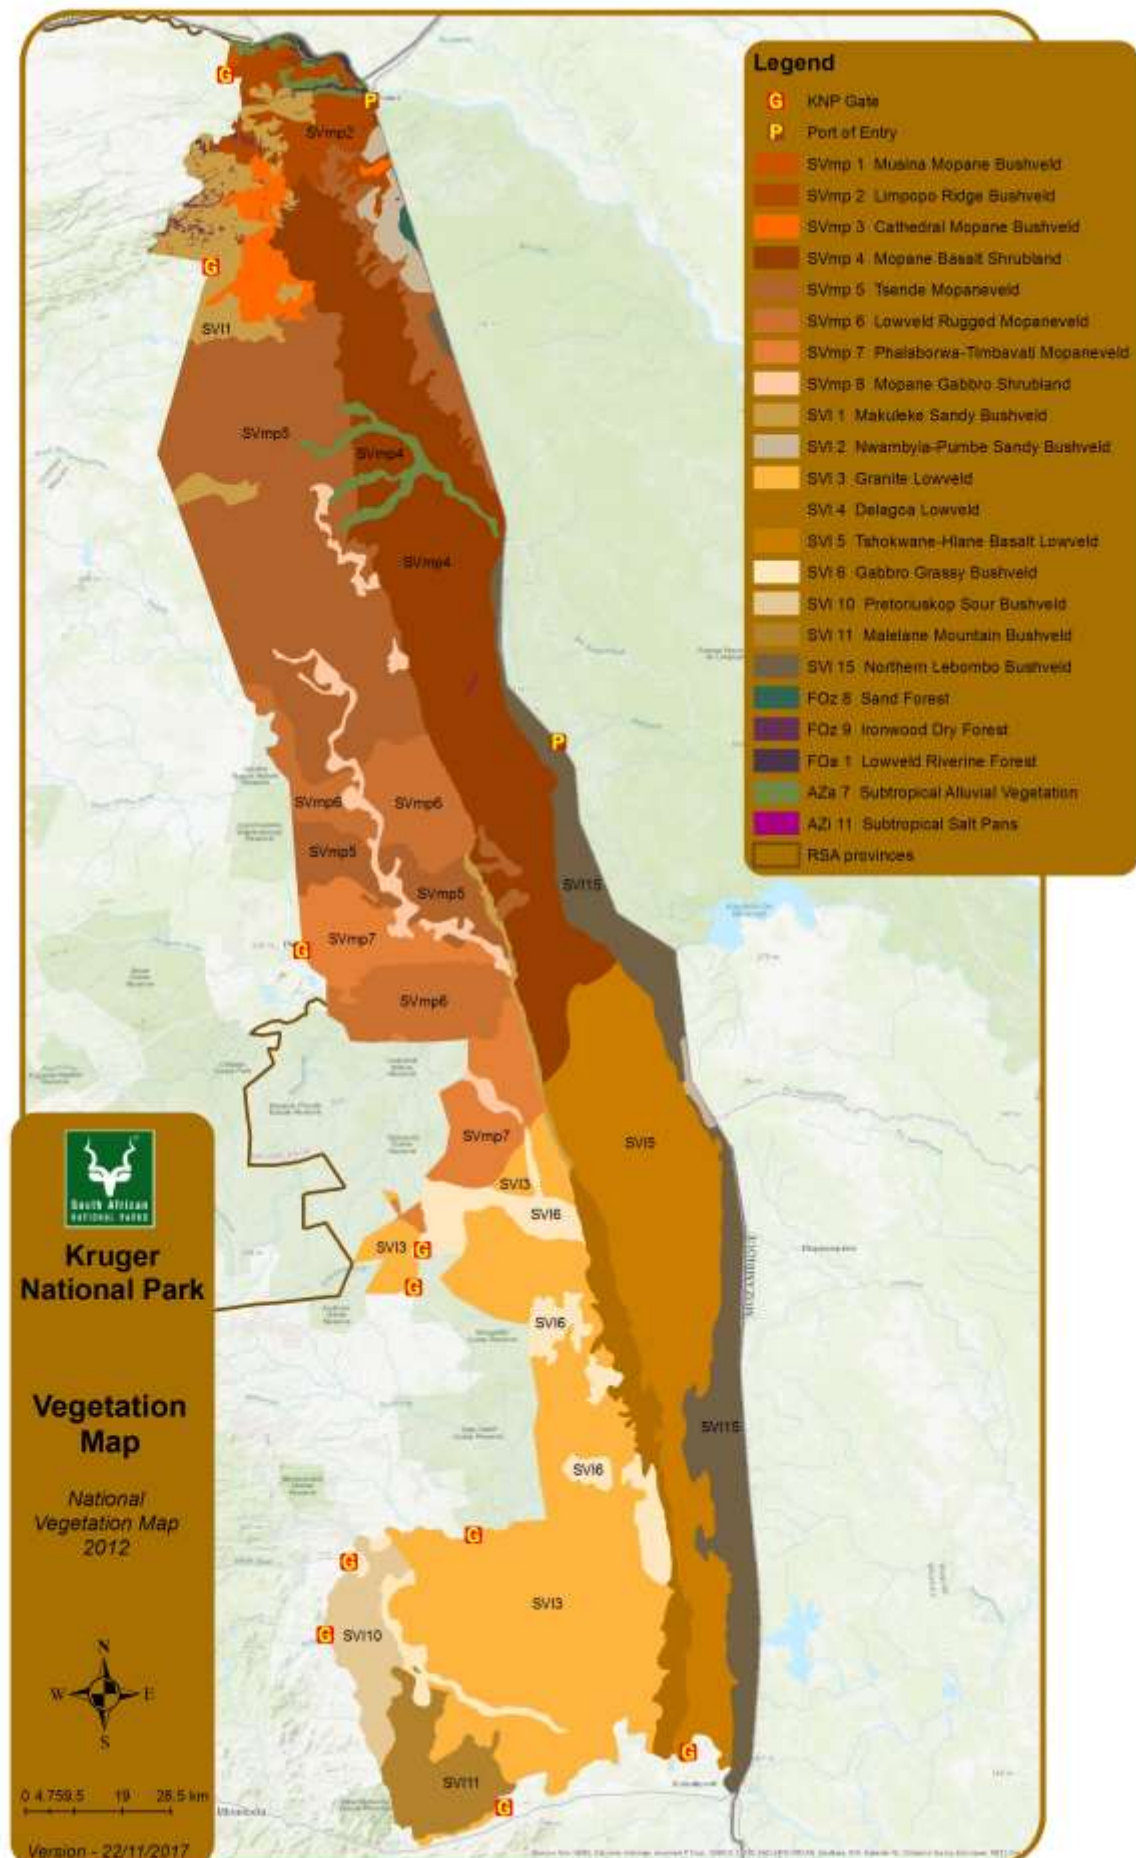 Legend
G KNP Gate
P Port of Entry
SVmp 1 Musina Mopane Bushveld
SVmp 2 Limpopo Ridge Bushveld
SVmp 3 Cathedral Mopane Bushveld
SVmp 4 Mopane Basalt Shrubland
SVmp 5 Tsende Mopaneveld
SVmp 6 Lowveld Rugged Mopaneveld
SVmp 7 Phalaborwa-Timbavati Mopaneveld
SVmp 8 Mopane Gabbro Shrubland
SVl 1 Makuleke Sandy Bushveld
SVl 2 Nwambyia-Pumbe Sandy Bushveld
SVl 3 Granite Lowveld
SVl 4 Delagoa Lowveld
SVl 5 Tshokwane-Hlane Basalt Lowveld
SVl 6 Gabbro Grassy Bushveld
SVl 10 Pretoriuskop Sour Bushveld
SVl 11 Malelane Mountain Bushveld
SVl 15 Northern Lebombo Bushveld
FOz 8 Sand Forest
FOz 9 Ironwood Dry Forest
FOa 1 Lowveld Riverine Forest
AZa 7 Subtropical Alluvial Vegetation
AZi 11 Subtropical Salt Pans
RSA provinces
G
P
SVmp2
G
SVl1
SVmp5
SVmp4
SVmp4
P
SVmp6
SVmp6
SVmp5
SVl15
SVmp5
SVmp7
G
SVmp6
SVmp7
SVl5
SVl3
SVl6
SVl3
G
G
MOZAMBIQUE
SVl6
SVl15
SVl6
G
G
SVl3
G
SVl10
G
SVl11
G
South African
NATIONAL PARKS
Kruger
National Park
Vegetation
Map
National
Vegetation Map
2012
N
W E
S
0 4.759.5 19 28.5 km
Version - 22/11/2017